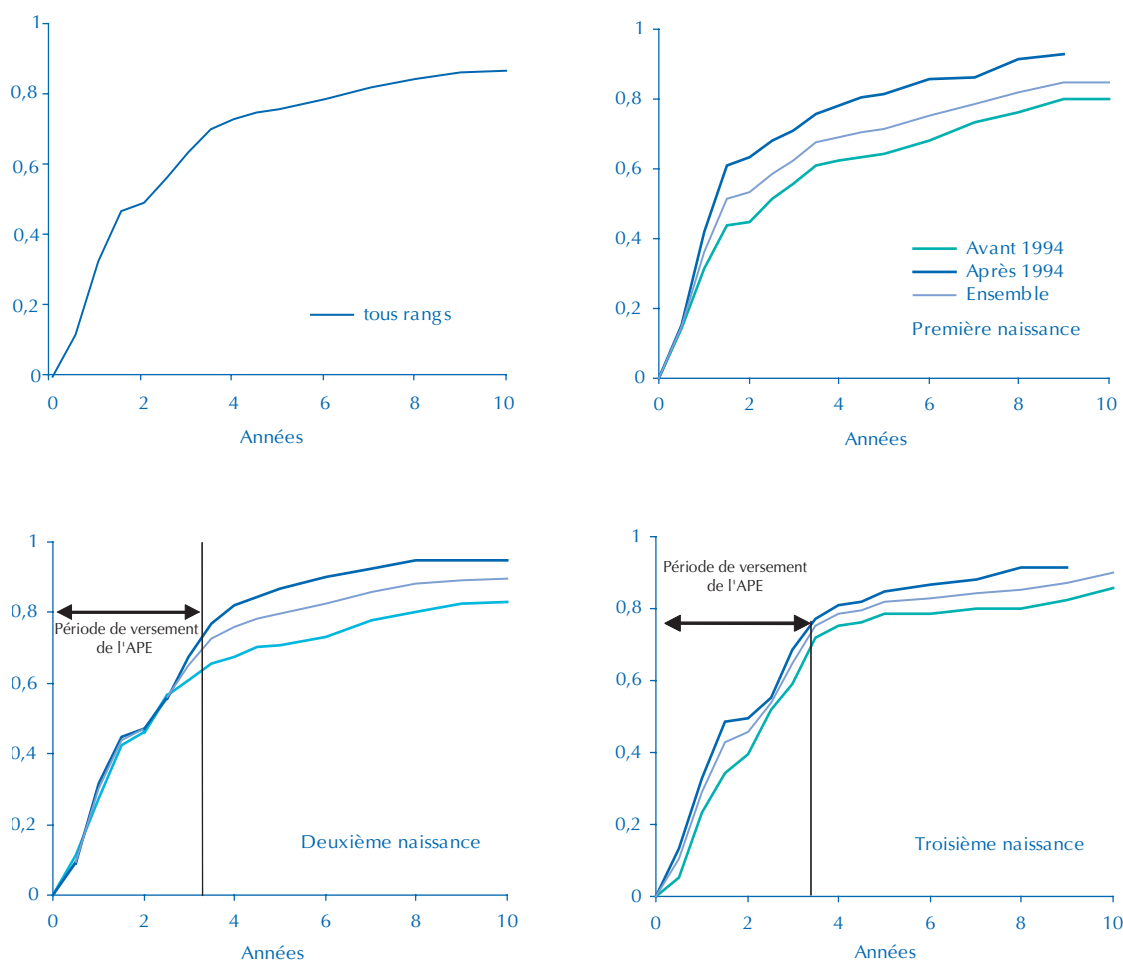 1
0,8
0,6
0,4
0,2
0
0 2 4 6 8 10
tous rangs
Années
1
0,8
0,6
0,4
0,2
0
0 2 4 6 8 10
Avant 1994
Après 1994
Ensemble
Première naissance
Années
1
0,8
0,6
0,4
0,2
0
0 2 4 6 8 10
Période de versement
de l'APE
Deuxième naissance
Années
1
0,8
0,6
0,4
0,2
0
0 2 4 6 8 10
Période de versement
de l'APE
Troisième naissance
Années